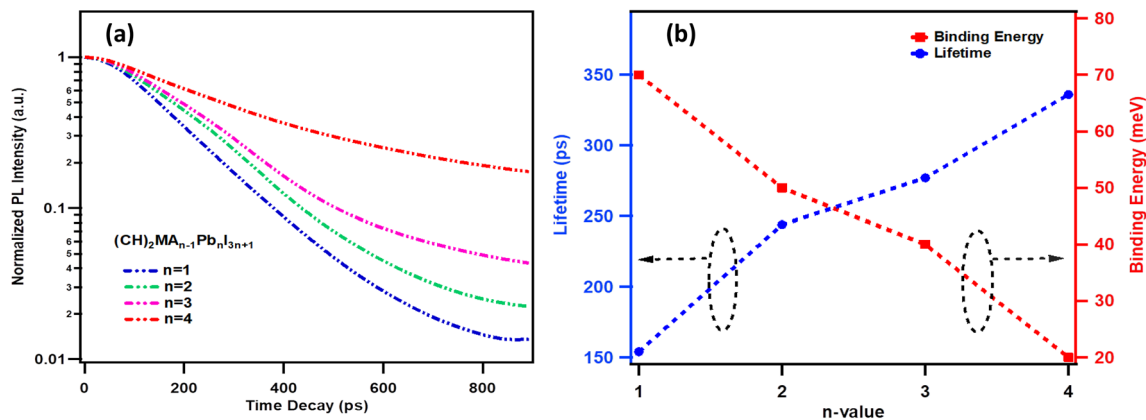 (a)
Normalized PL Intensity (a.u.)
1
6
5
4
3
2
0.1
6
5
4
3
2
0.01
(CH)₂MAₙ₋₁PbₙI₃ₙ₊₁
n=1
n=2
n=3
n=4
0 200 400 600 800
Time Decay (ps)
(b)
Binding Energy
Lifetime
Lifetime (ps)
350
300
250
200
150
Binding Energy (meV)
80
70
60
50
40
30
20
1 2 3 4
n-value